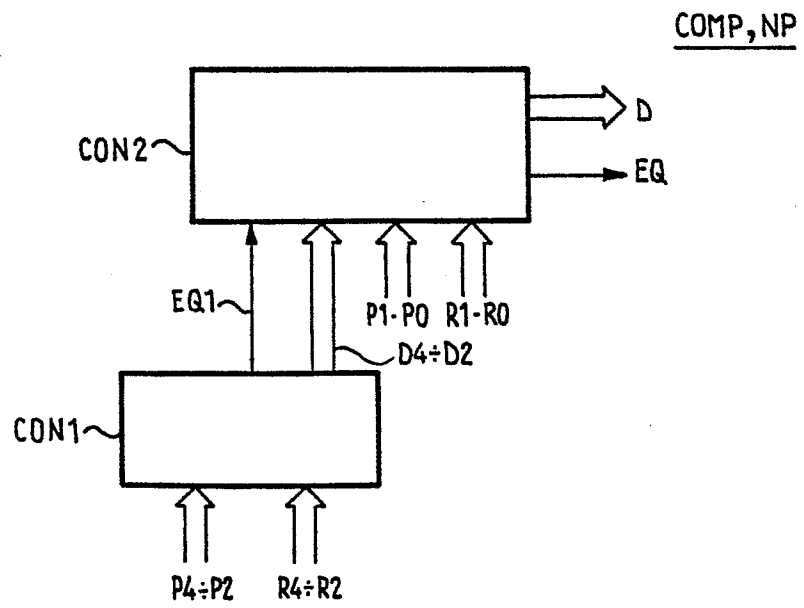 COMP,NP
CON2
D
EQ
EQ1
P1-P0 R1-R0
D4÷D2
CON1
P4÷P2 R4÷R2